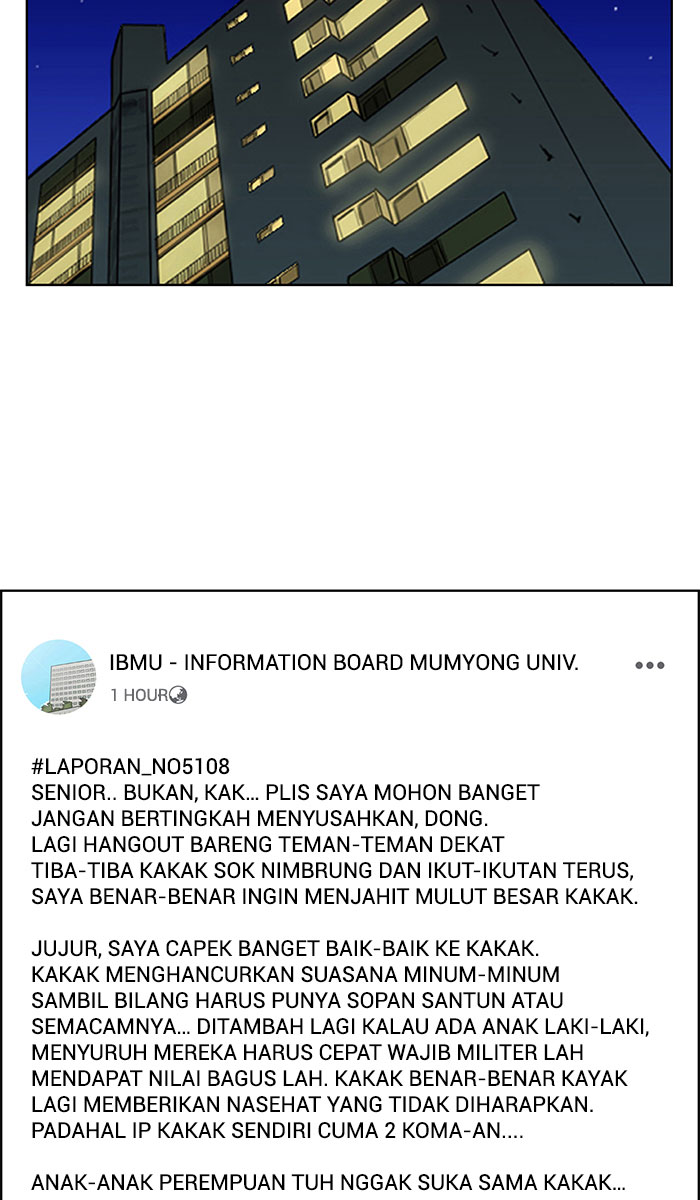 IBMU - INFORMATION BOARD MUMYONG UNIV.
1 HOUR
#LAPORAN_NO5108
SENIOR.. BUKAN, KAK... PLIS SAYA MOHON BANGET
JANGAN BERTINGKAH MENYUSAHKAN, DONG.
LAGI HANGOUT BARENG TEMAN-TEMAN DEKAT
TIBA-TIBA KAKAK SOK NIMBRUNG DAN IKUT-IKUTAN TERUS,
SAYA BENAR-BENAR INGIN MENJAHIT MULUT BESAR KAKAK.
JUJUR, SAYA CAPEK BANGET BAIK-BAIK KE KAKAK.
KAKAK MENGHANCURKAN SUASANA MINUM-MINUM
SAMBIL BILANG HARUS PUNYA SOPAN SANTUN ATAU
SEMACAMNYA... DITAMBAH LAGI KALAU ADA ANAK LAKI-LAKI,
MENYURUH MEREKA HARUS CEPAT WAJIB MILITER LAH
MENDAPAT NILAI BAGUS LAH. KAKAK BENAR-BENAR KAYAK
LAGI MEMBERIKAN NASEHAT YANG TIDAK DIHARAPKAN.
PADAHAL IP KAKAK SENDIRI CUMA 2 KOMA-AN....
ANAK-ANAK PEREMPUAN TUH NGGAK SUKA SAMA KAKAK...